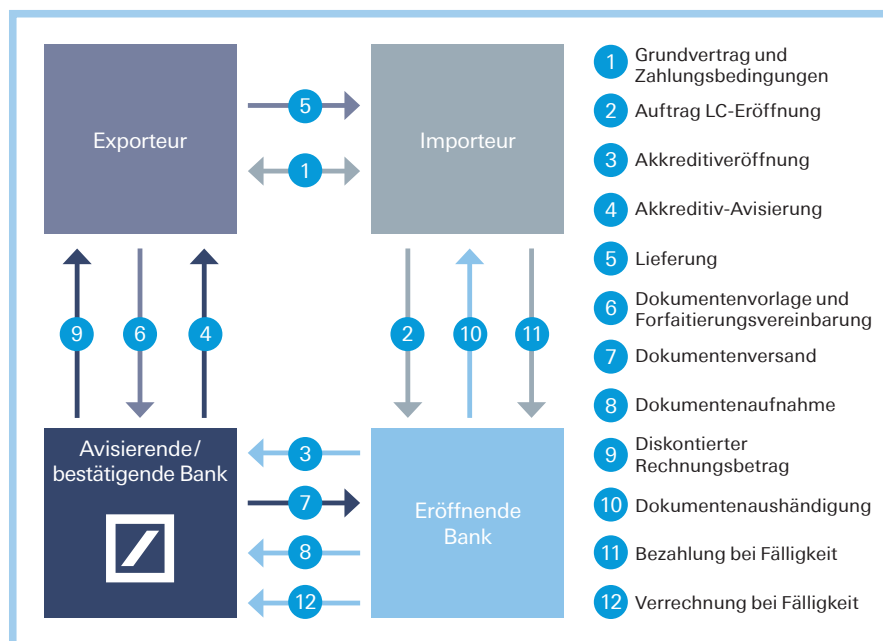 Exporteur
5
1
Importeur
9
6
4
2
10
11
Avisierende/
bestätigende Bank
3
7
8
12
Eröffnende
Bank
1 Grundvertrag und
Zahlungsbedingungen
2 Auftrag LC-Eröffnung
3 Akkreditiveröffnung
4 Akkreditiv-Avisierung
5 Lieferung
6 Dokumentenvorlage und
Forfaitierungsvereinbarung
7 Dokumentenversand
8 Dokumentenaufnahme
9 Diskontierter
Rechnungsbetrag
10 Dokumentenaushändigung
11 Bezahlung bei Fälligkeit
12 Verrechnung bei Fälligkeit